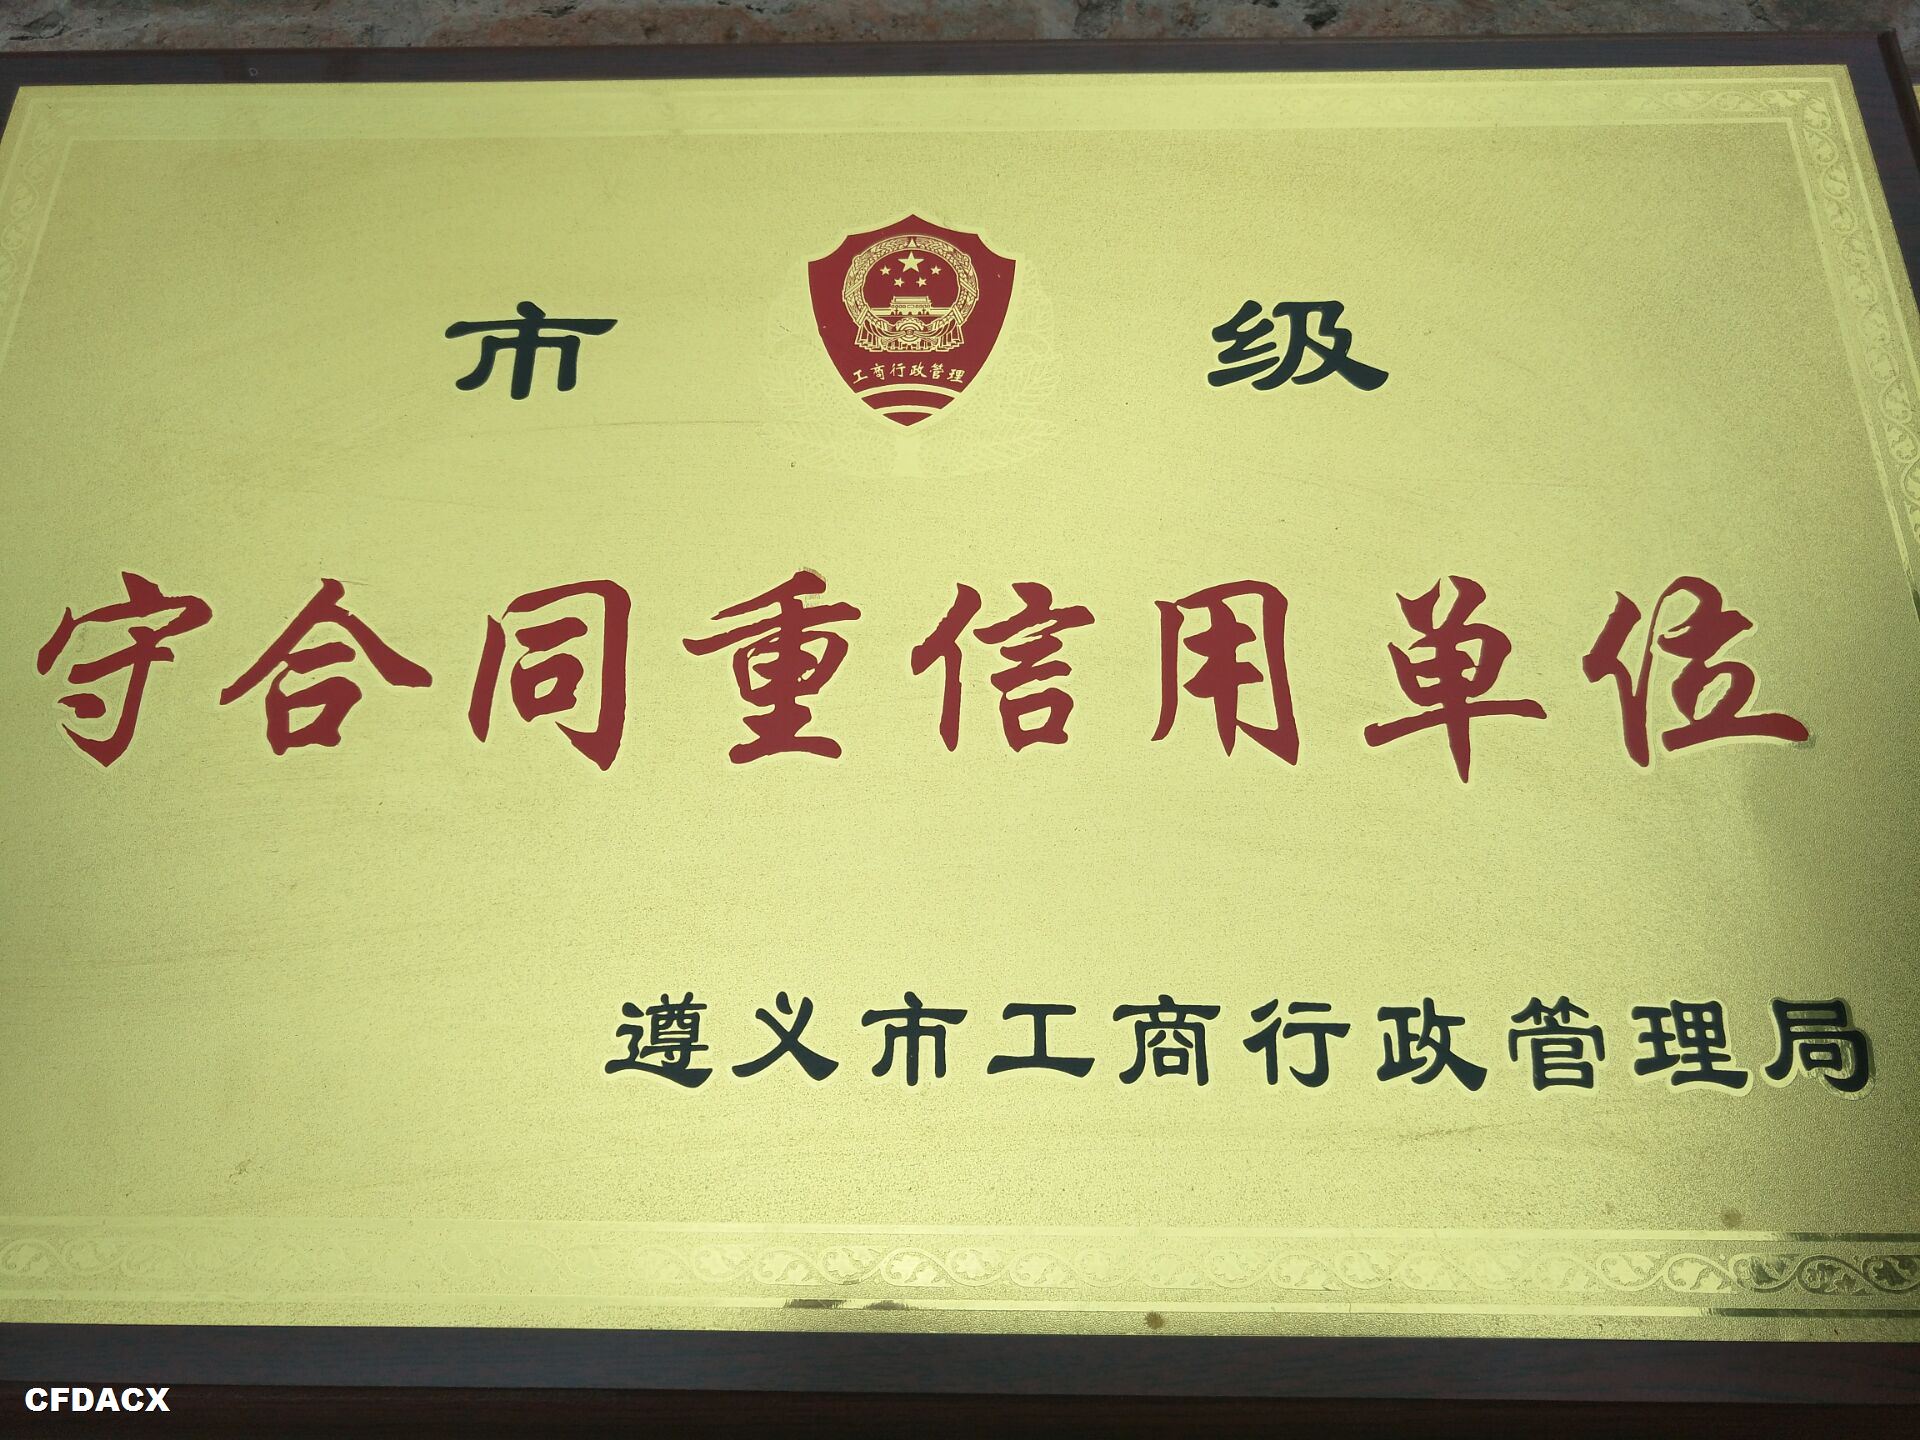 市 级
工商行政管理
守合同重信用单位
遵义市工商行政管理局
CFDACX